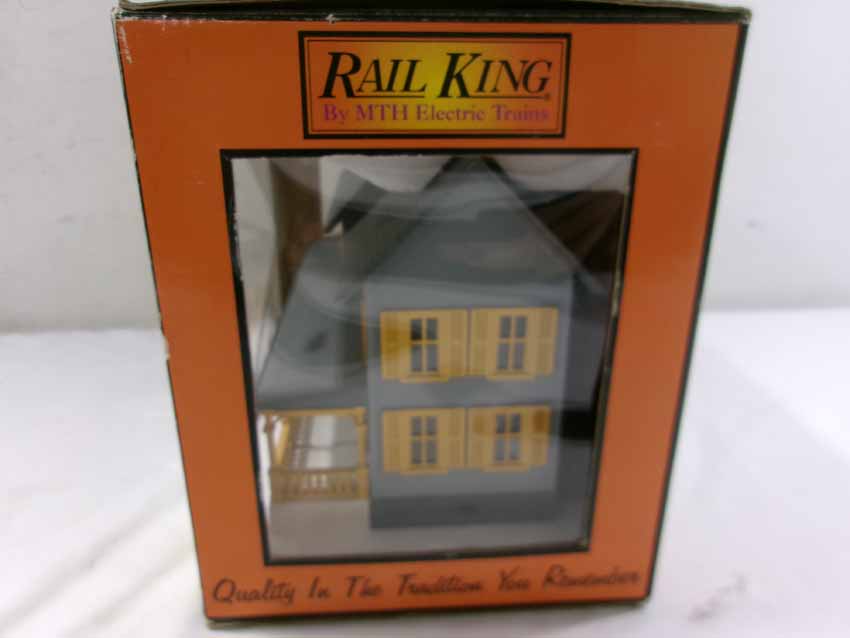 RAIL KING®
By MTH Electric Trains
Quality In The Tradition You Remember